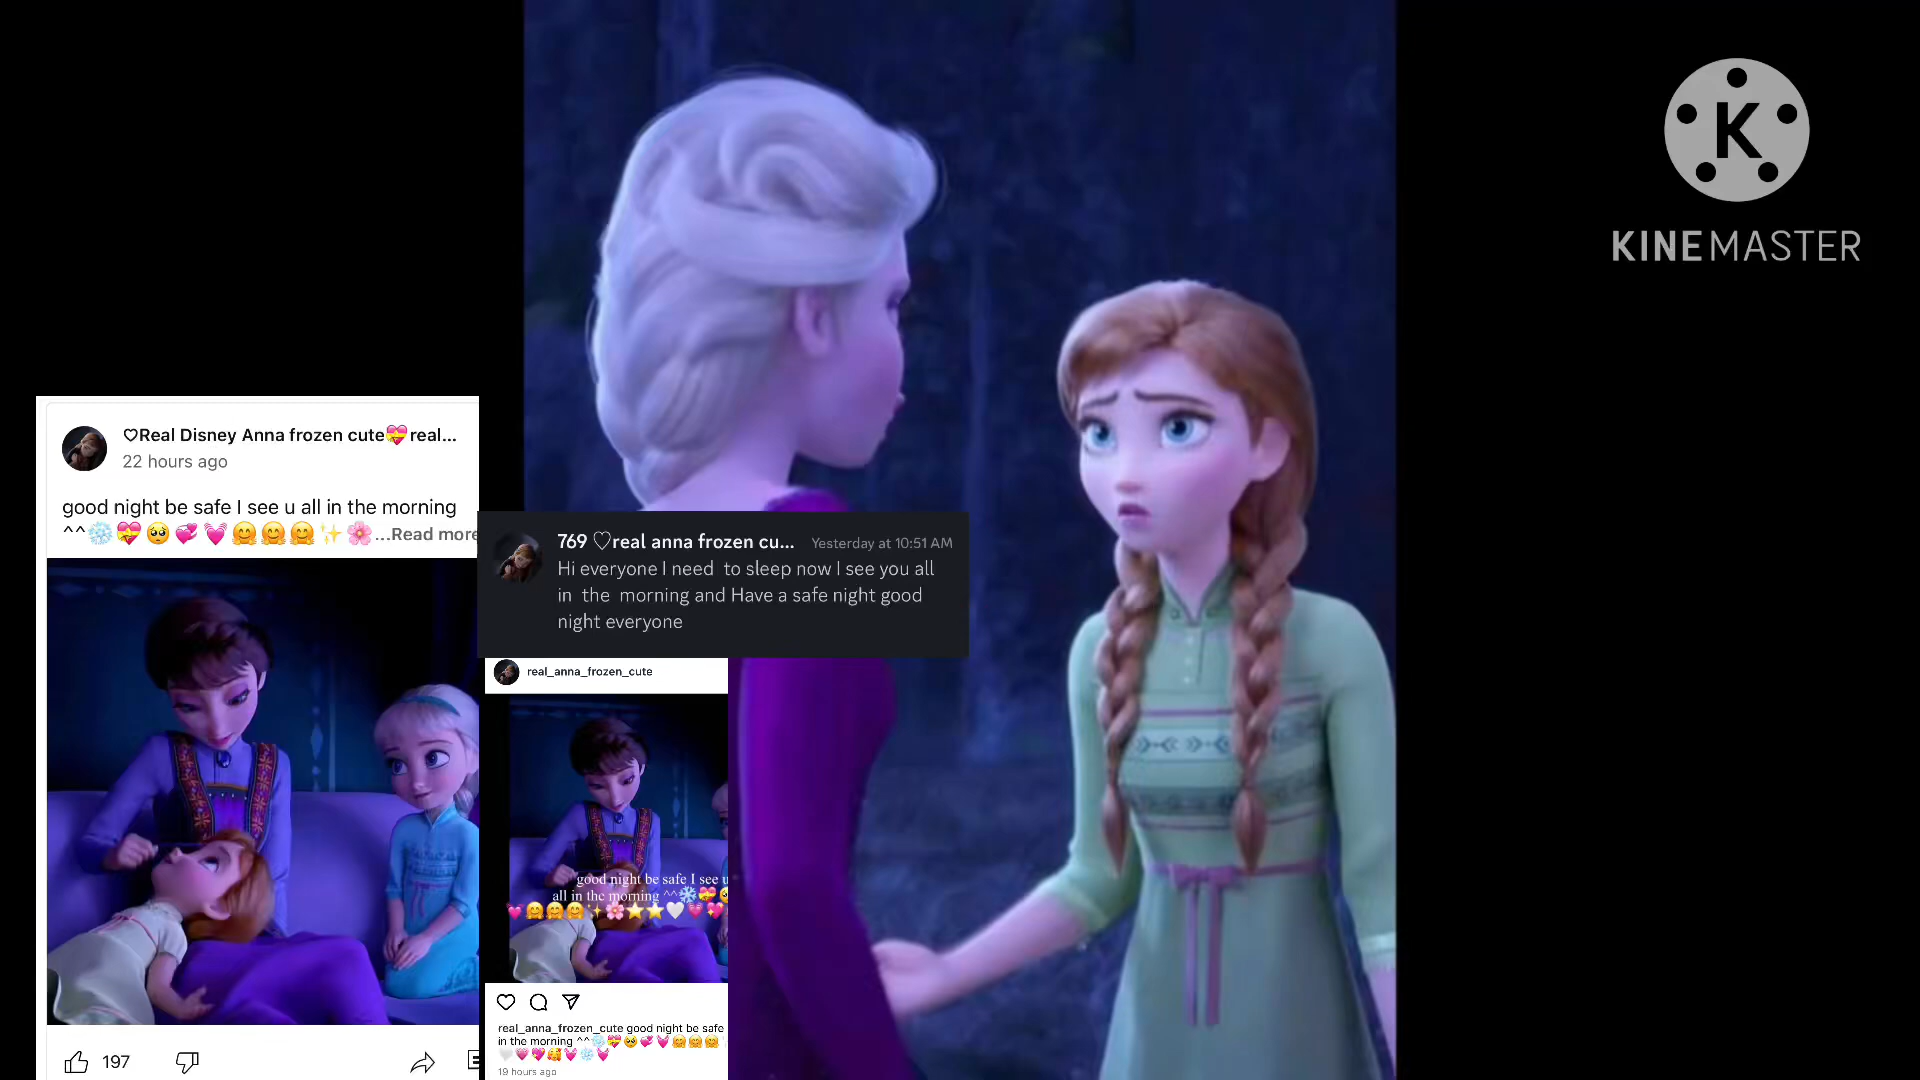 KINEMASTER
♡Real Disney Anna frozen cute💝real...
22 hours ago
good night be safe I see u all in the morning
^^❄️💝🥺💞💓🤗🤗🤗✨🌸...Read more
197
769 ♡real anna frozen cu... Yesterday at 10:51 AM
Hi everyone I need to sleep now I see you all
in the morning and Have a safe night good
night everyone
real_anna_frozen_cute
good night be safe I see u
all in the morning ^^❄️💝
💓🤗🤗🤗✨🌸⭐⭐🤍💗💖
real_anna_frozen_cute good night be safe
in the morning ^^❄️💝🥺💞💓🤗🤗🤗
🤍💗💖🥰💓❄️💓
19 hours ago